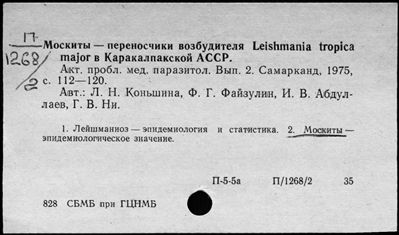 17
1268/2
Москиты — переносчики возбудителя Leishmania tropica
major в Каракалпакской АССР.
Акт. пробл. мед. паразитол. Вып. 2. Самарканд, 1975,
с. 112—120.
Авт.: Л. Н. Коньшина, Ф. Г. Файзулин, И. В. Абдул-
лаев, Г. В. Ни.
1. Лейшманиоз — эпидемиология и статистика. 2. Москиты —
эпидемиологическое значение.
П-5-5а П/1268/2 35
828 СБМБ при ГЦНМБ